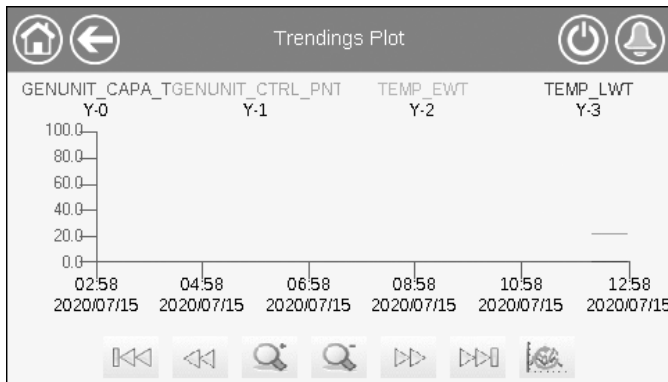 Trendings Plot
GENUNIT_CAPA_T GENUNIT_CTRL_PNT TEMP_EWT TEMP_LWT
Y-0 Y-1 Y-2 Y-3
100.0
80.0
60.0
40.0
20.0
0.0
02:58 04:58 06:58 08:58 10:58 12:58
2020/07/15 2020/07/15 2020/07/15 2020/07/15 2020/07/15 2020/07/15